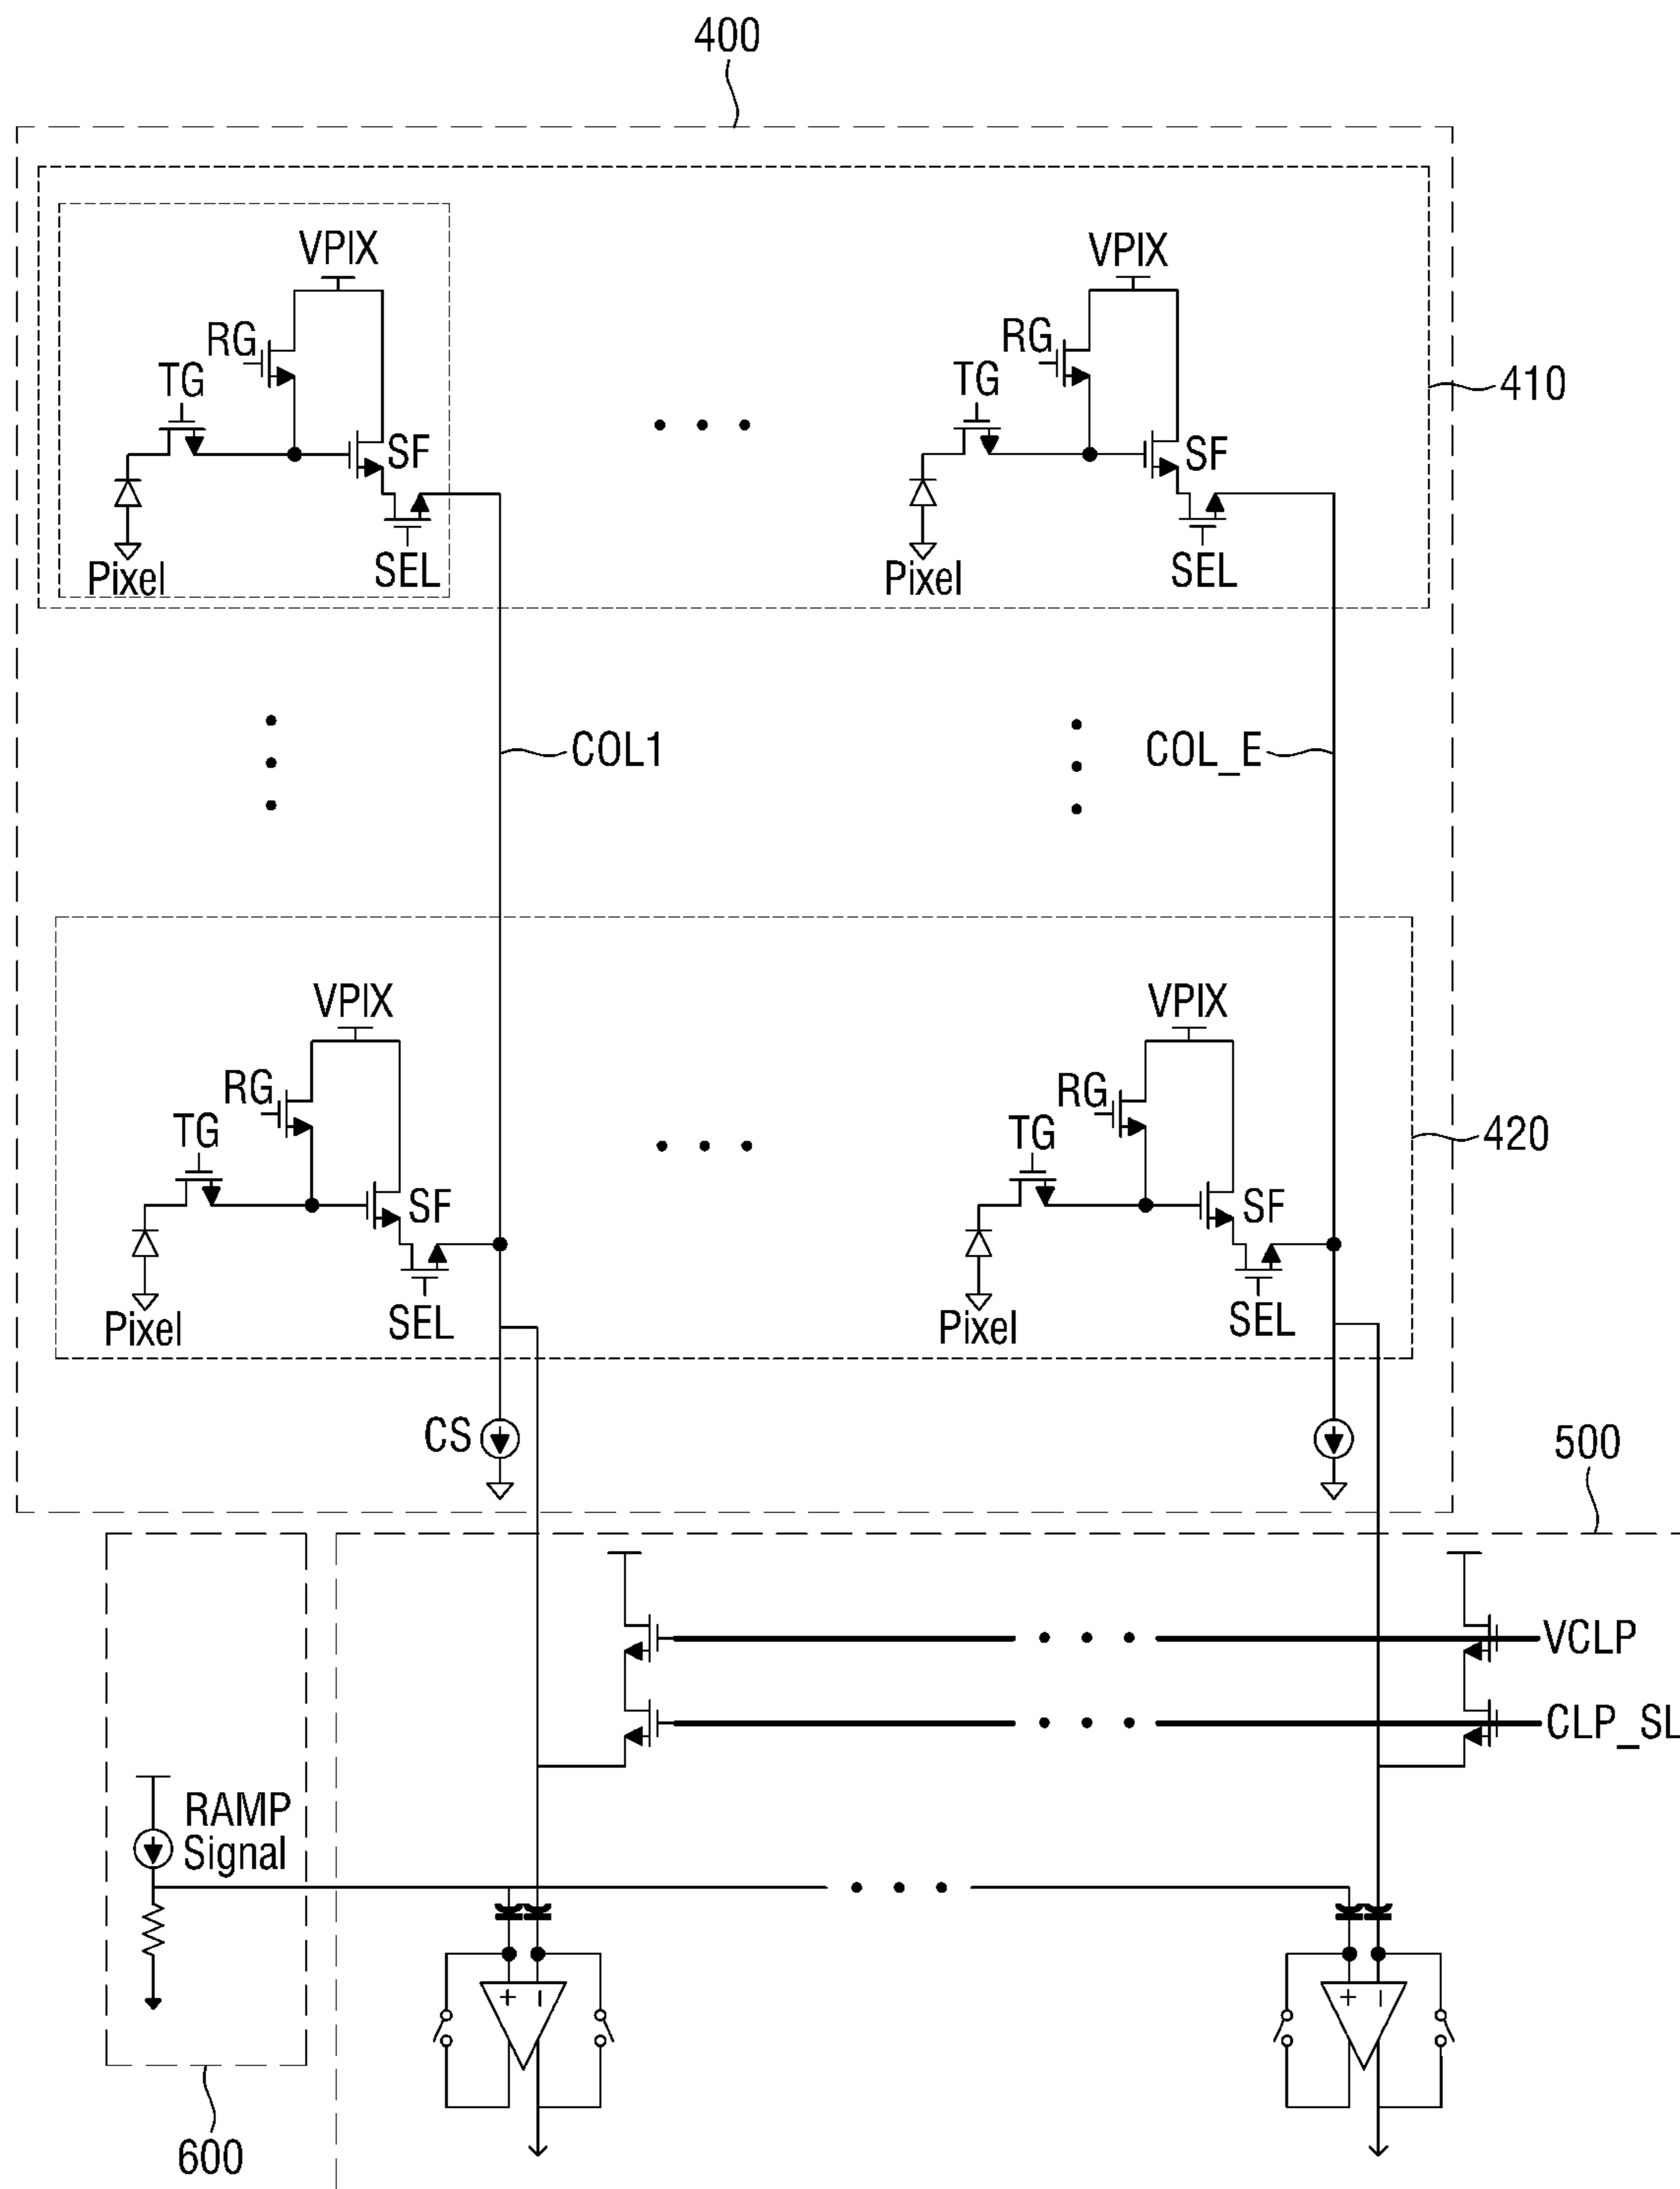 400
VPIX
VPIX
RG
RG
TG
TG
410
SF
SF
SEL
SEL
Pixel
Pixel
COL1
COL_E
VPIX
VPIX
RG
RG
TG
TG
420
SF
SF
SEL
SEL
Pixel
Pixel
CS
500
VCLP
CLP_SL
RAMP
Signal
+ −
+ −
600